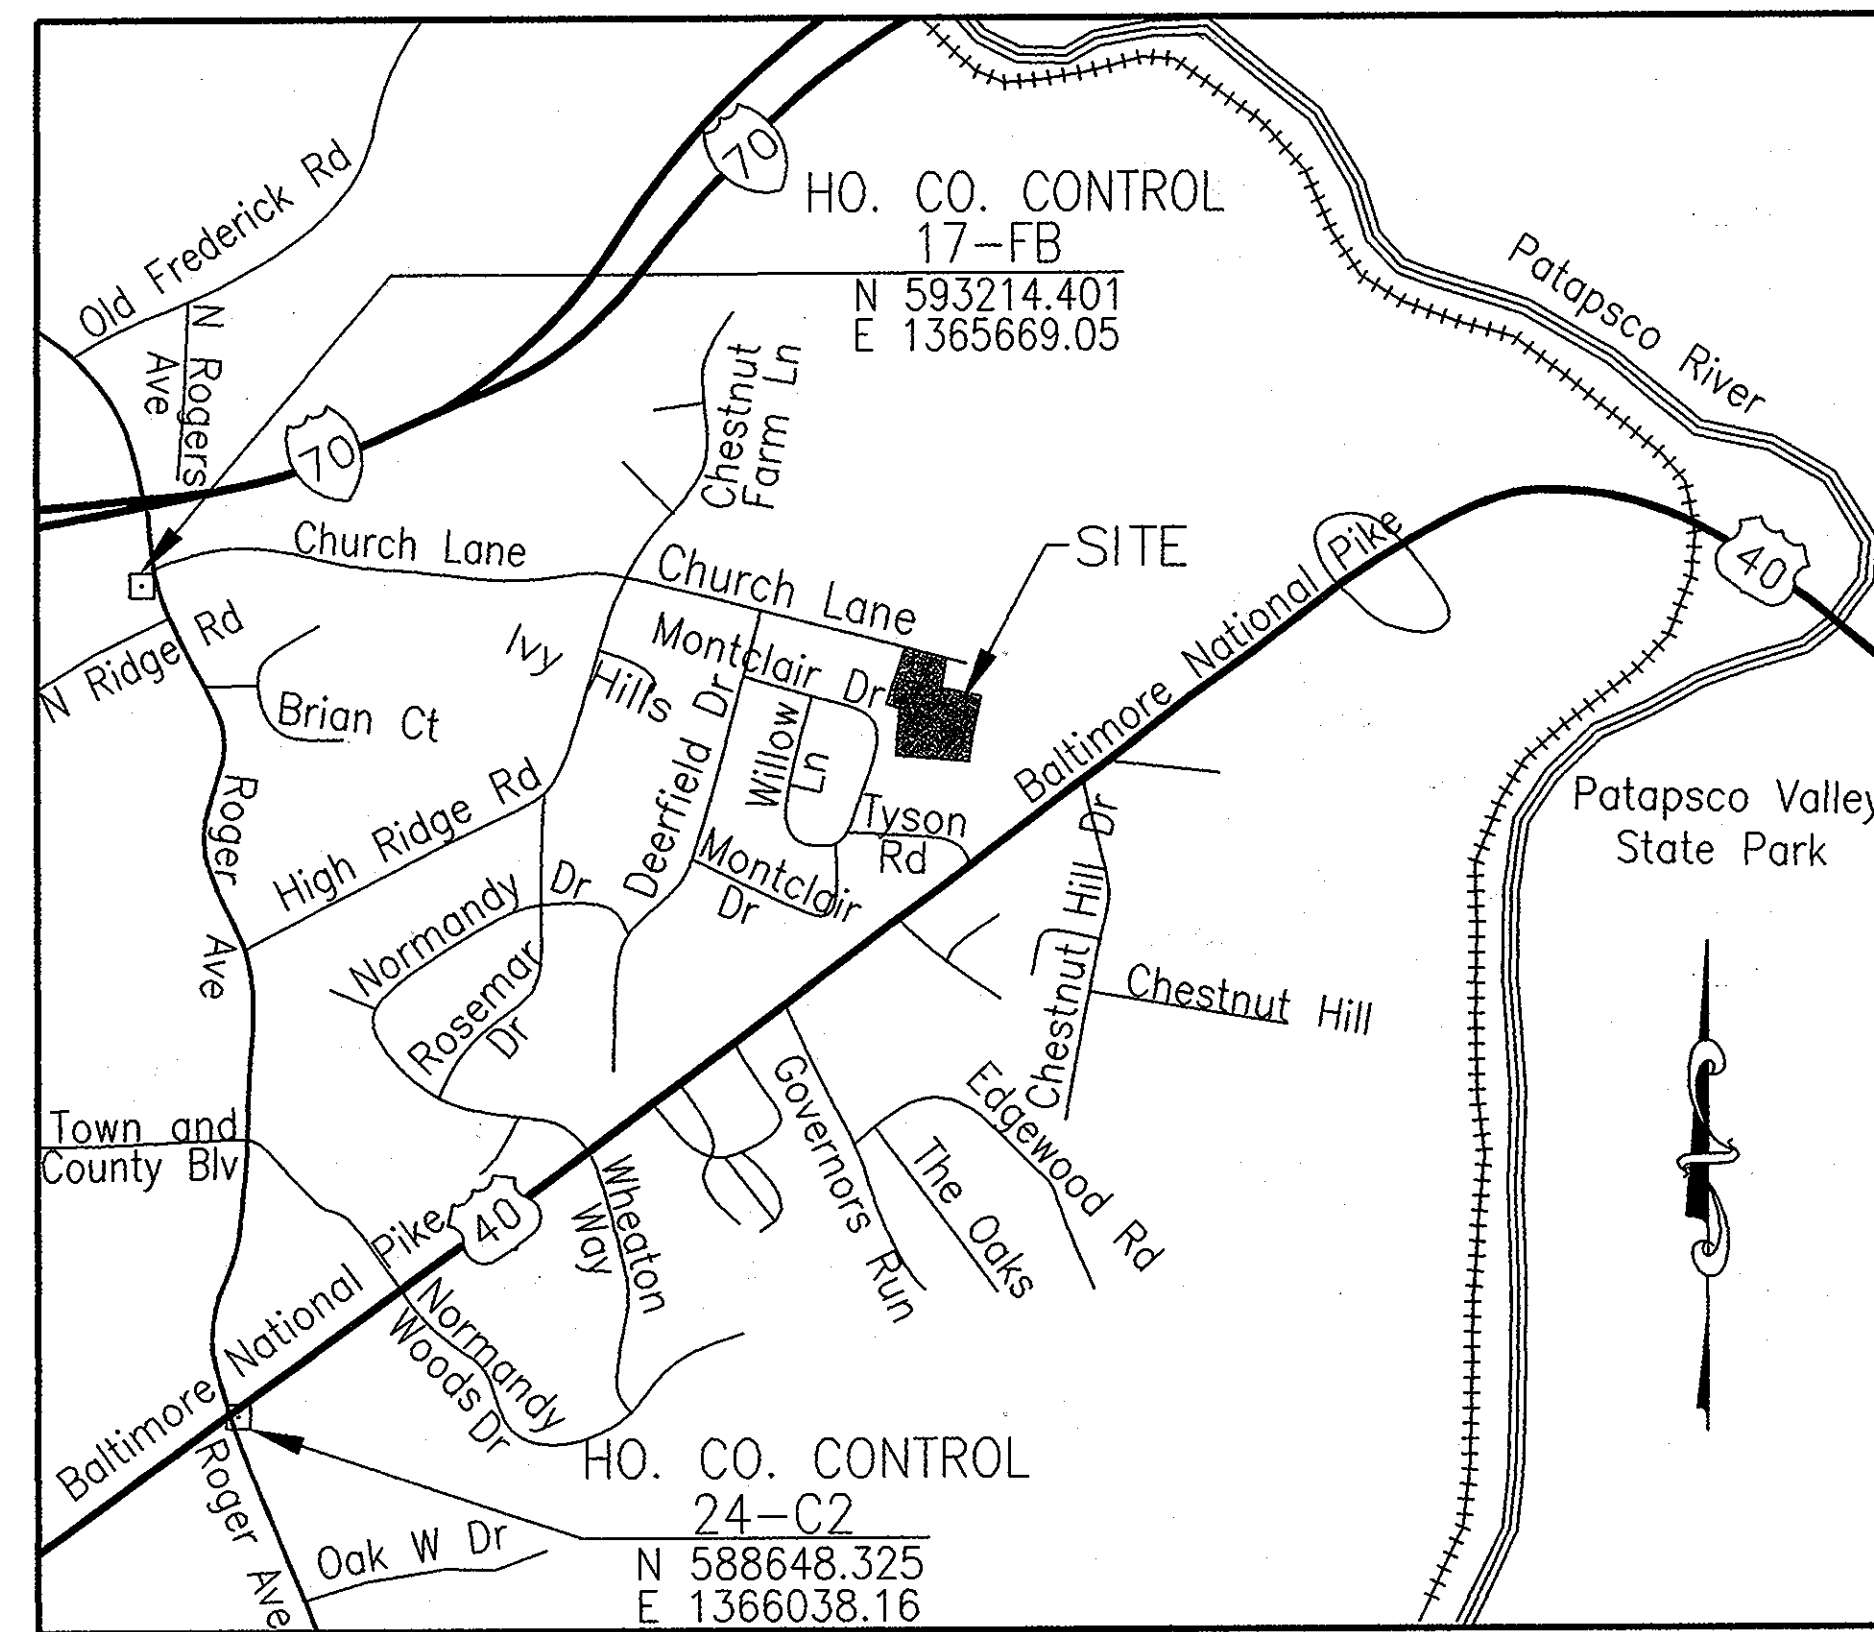 70
HO. CO. CONTROL
17-FB
N 593214.401
E 1365669.05
Old Frederick Rd
N Rogers
Ave
Patapsco River
70
Chestnut
Farm Ln
Church Lane
Church Lane
SITE
Baltimore National Pike
40
N Ridge Rd
Ivy
Hills
Montclair Dr
Brian Ct
Deerfield Dr
Willow
Ln
Roger
Ave
High Ridge Rd
Tyson
Rd
Montclair
Dr
Patapsco Valley
State Park
Normandy Dr
Rosemar
Dr
Chestnut Hill Dr
Chestnut Hill
Town and
County Blv
Governors Run
Edgewood Rd
The Oaks
Wheaton
Way
40
Baltimore National Pike
Normandy
Woods Dr
Roger Ave
HO. CO. CONTROL
24-C2
N 588648.325
E 1366038.16
Oak W Dr